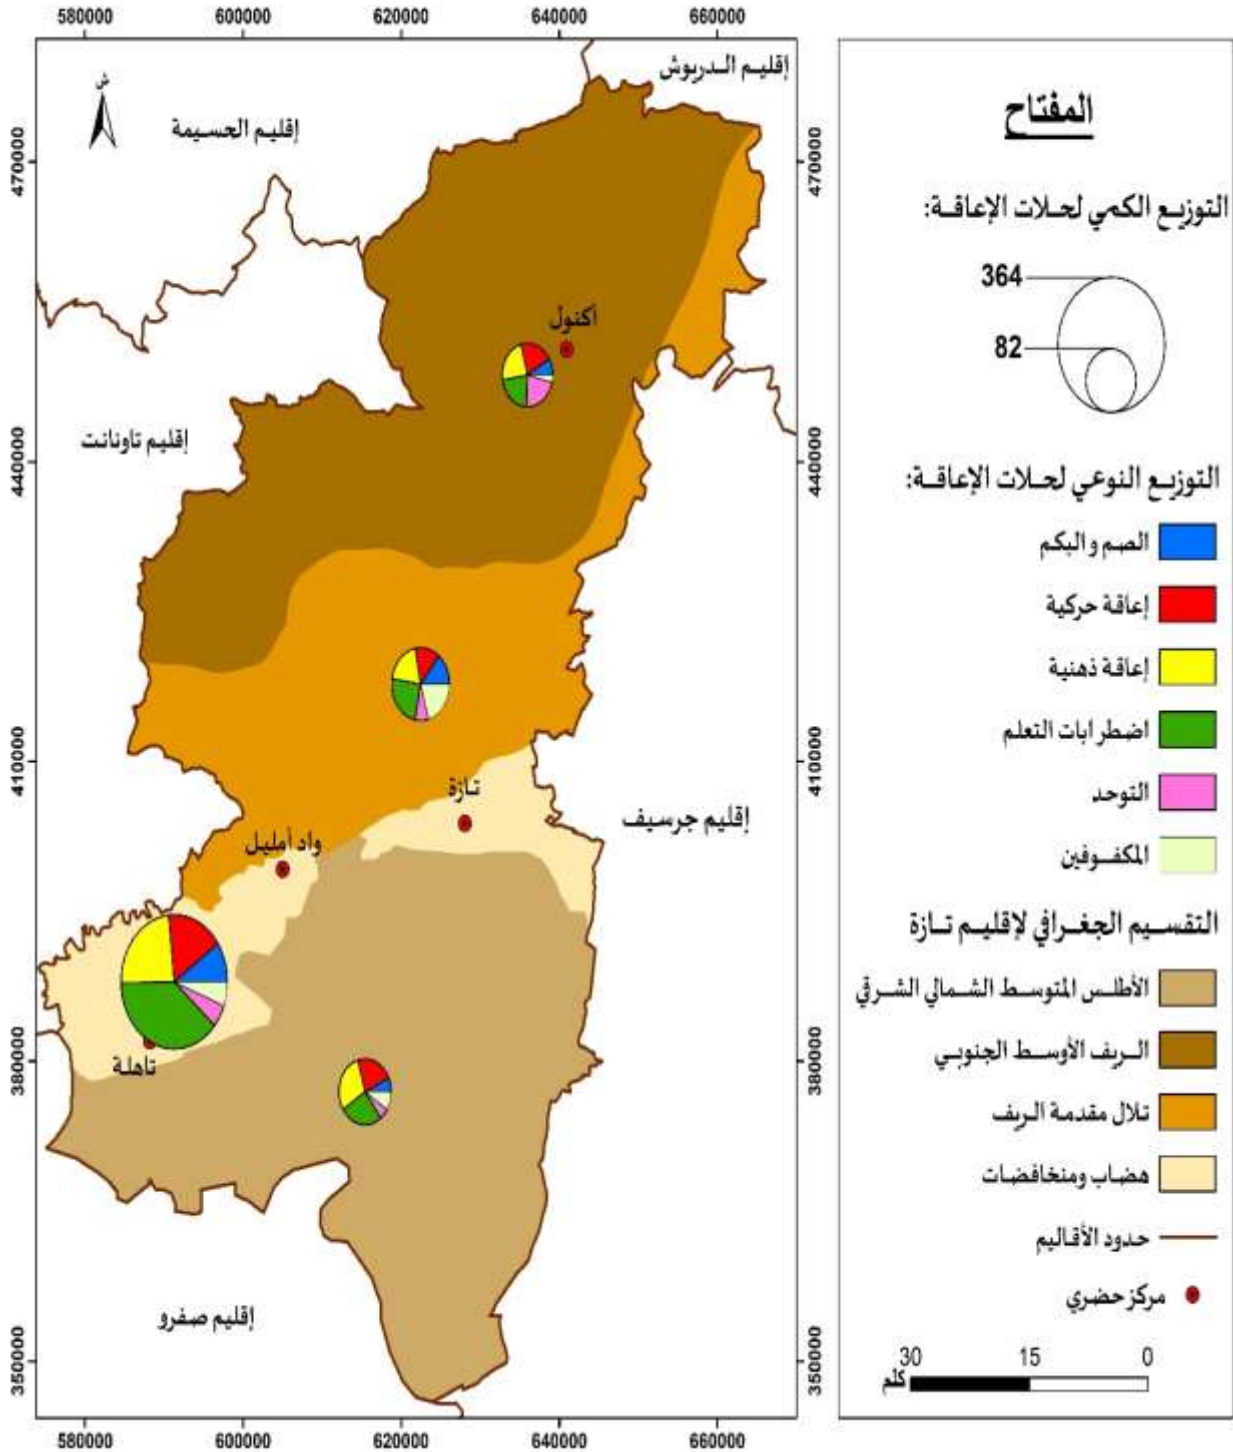 580000 600000 620000 640000 660000
470000
440000
410000
380000
350000
ش
إقليم الدريوش
إقليم الحسيمة
اكنول
إقليم تاونانت
تازة
إقليم جرسيف
واد أمليل
تاهلة
إقليم صفرو
470000
440000
410000
380000
350000
580000 600000 620000 640000 660000
المفتاح
التوزيع الكمي لحلات الإعاقة:
364
82
التوزيع النوعي لحلات الإعاقة:
الصم والبكم
إعاقة حركية
إعاقة ذهنية
اضطرابات التعلم
التوحد
المكفوفين
التقسيم الجغرافي لإقليم تازة
الأطلس المتوسط الشمالي الشرقي
الريف الأوسط الجنوبي
تلال مقدمة الريف
هضاب ومنخافضات
حدود الأقاليم
مركز حضري
30 15 0
كلم